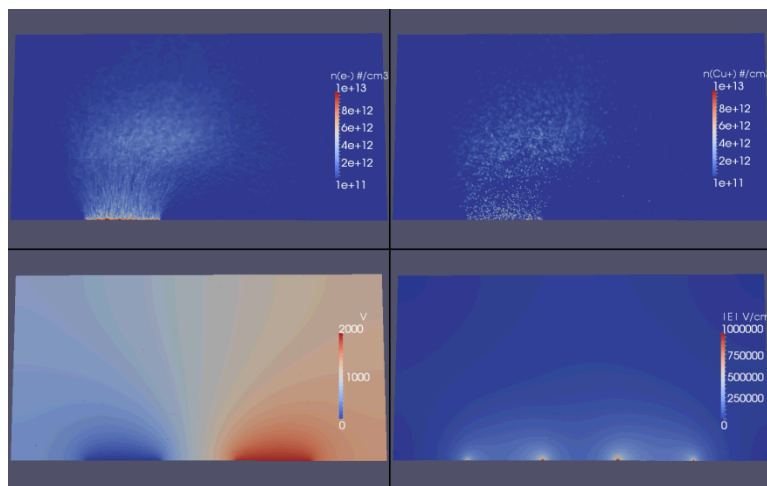 n(e-) #/cm3
1e+13
8e+12
6e+12
4e+12
2e+12
1e+11
n(Cu+) #/cm3
1e+13
8e+12
6e+12
4e+12
2e+12
1e+11
V
2000
1000
0
|E| V/cm
1000000
750000
500000
250000
0